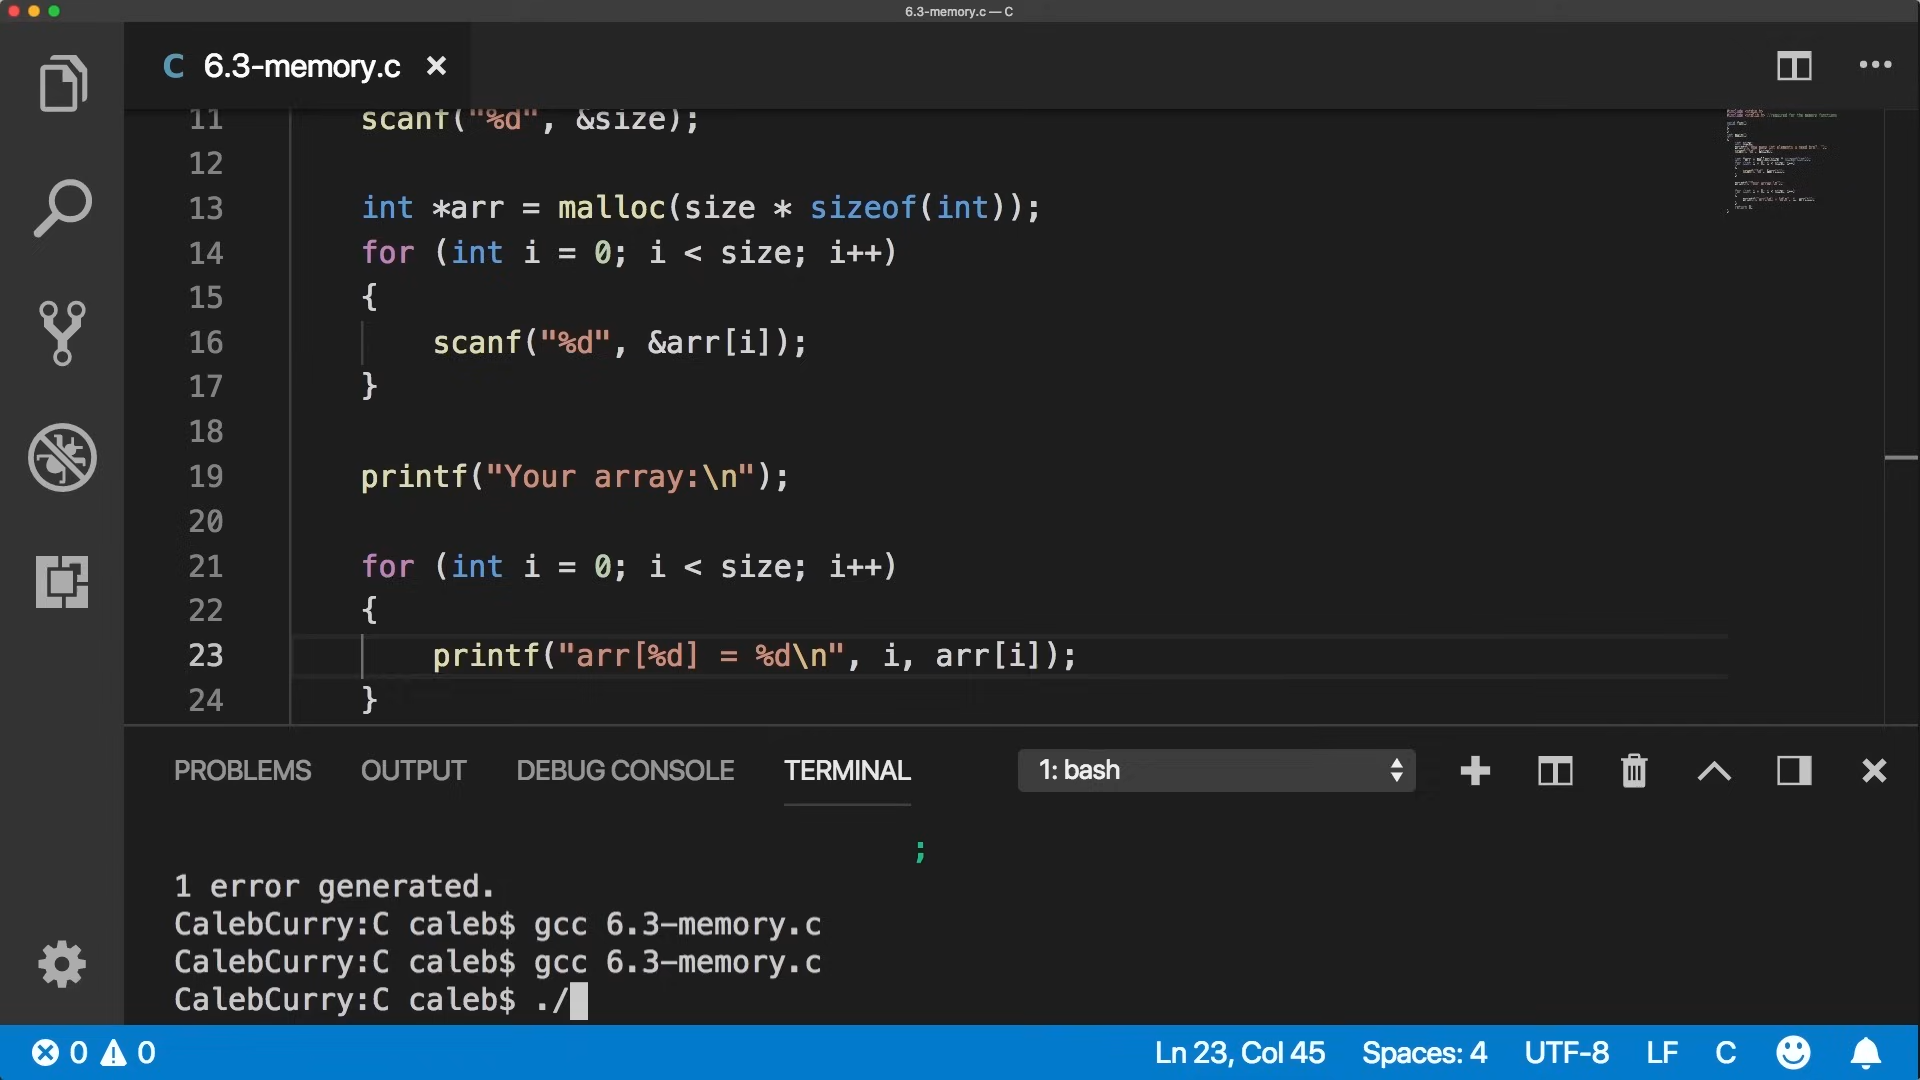 6.3-memory.c — C
C 6.3-memory.c
11 scanf("%d", &size);
12
13 int *arr = malloc(size * sizeof(int));
14 for (int i = 0; i < size; i++)
15 {
16 scanf("%d", &arr[i]);
17 }
18
19 printf("Your array:\n");
20
21 for (int i = 0; i < size; i++)
22 {
23 printf("arr[%d] = %d\n", i, arr[i]);
24 }
PROBLEMS OUTPUT DEBUG CONSOLE TERMINAL 1: bash
;
1 error generated.
CalebCurry:C caleb$ gcc 6.3-memory.c
CalebCurry:C caleb$ gcc 6.3-memory.c
CalebCurry:C caleb$ ./
0 0 Ln 23, Col 45 Spaces: 4 UTF-8 LF C